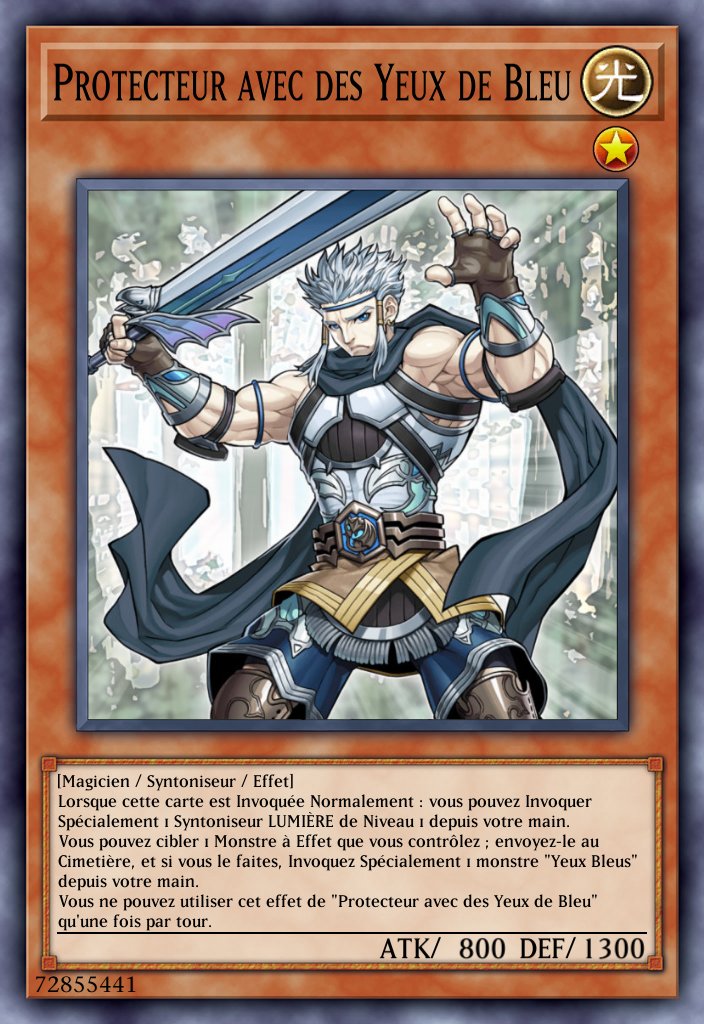 Protecteur avec des Yeux de Bleu
光
[Magicien / Syntoniseur / Effet]
Lorsque cette carte est Invoquée Normalement : vous pouvez Invoquer
Spécialement 1 Syntoniseur LUMIÈRE de Niveau 1 depuis votre main.
Vous pouvez cibler 1 Monstre à Effet que vous contrôlez ; envoyez-le au
Cimetière, et si vous le faites, Invoquez Spécialement 1 monstre "Yeux Bleus"
depuis votre main.
Vous ne pouvez utiliser cet effet de "Protecteur avec des Yeux de Bleu"
qu'une fois par tour.
ATK/ 800 DEF/ 1300
72855441